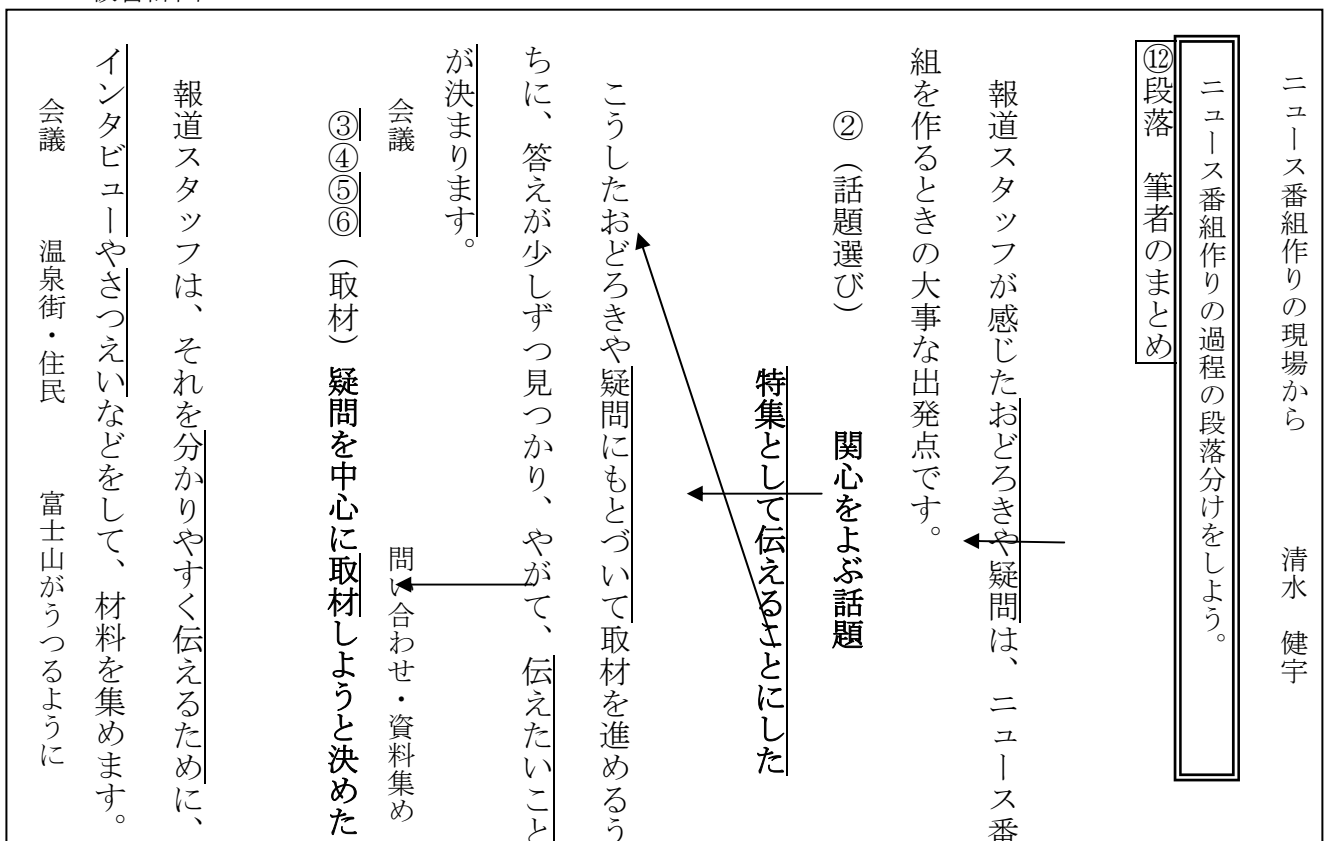 ニュース番組作りの現場から　清水　健宇
ニュース番組作りの過程の段落分けをしよう。
⑫段落　筆者のまとめ
報道スタッフが感じたおどろきや疑問は、ニュース番
組を作るときの大事な出発点です。
②（話題選び）　関心をよぶ話題
特集として伝えることにした
こうしたおどろきや疑問にもとづいて取材を進めるう
ちに、答えが少しずつ見つかり、やがて、伝えたいこと
が決まります。
会議　問い合わせ・資料集め
③④⑤⑥（取材）疑問を中心に取材しようと決めた
報道スタッフは、それを分かりやすく伝えるために、
インタビューやさつえいなどをして、材料を集めます。
会議　温泉街・住民　富士山がうつるように